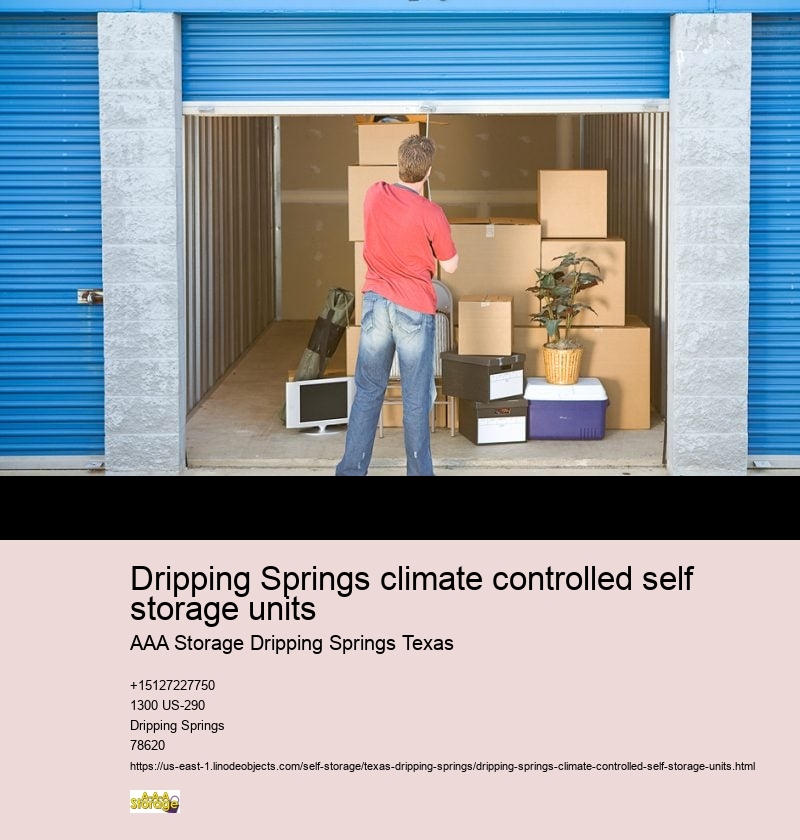 Dripping Springs climate controlled self
storage units
AAA Storage Dripping Springs Texas
+15127227750
1300 US-290
Dripping Springs
78620
https://us-east-1.linodeobjects.com/self-storage/texas-dripping-springs/dripping-springs-climate-controlled-self-storage-units.html
AAA
Storage